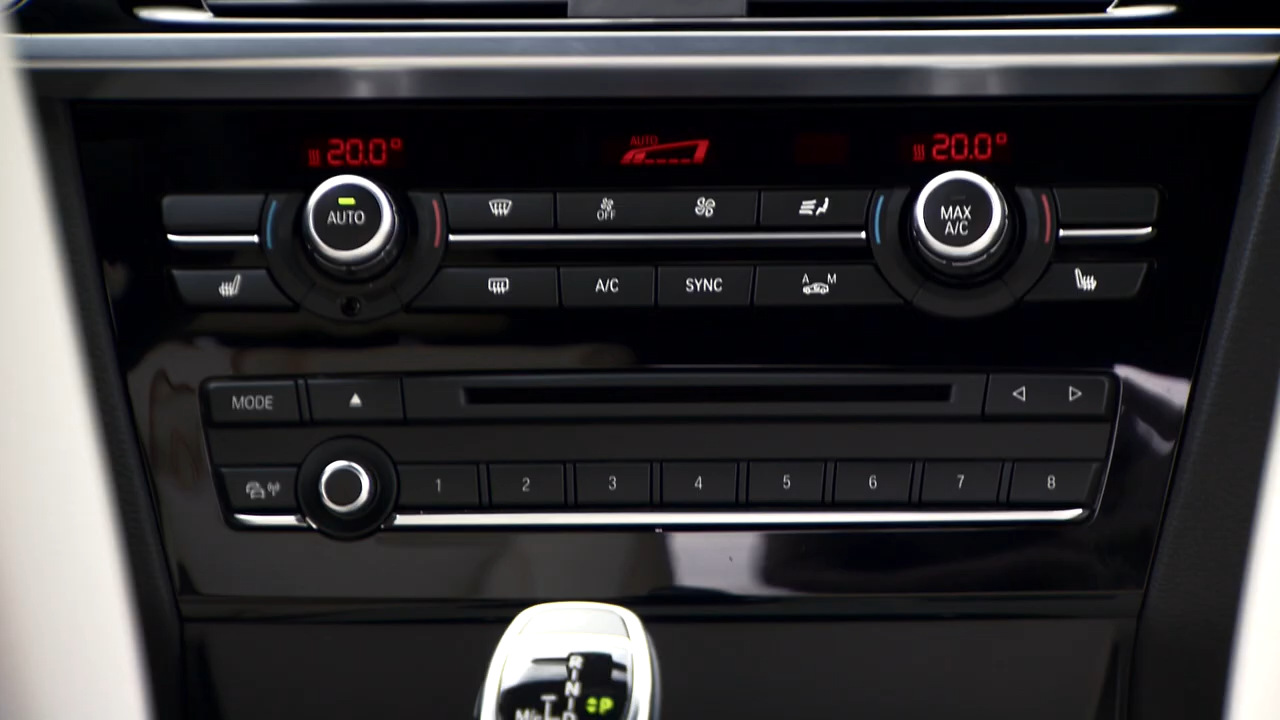 20.0°
AUTO
20.0°
AUTO
OFF
MAX
A/C
A/C
SYNC
A M
MODE
1 2 3 4 5 6 7 8
R
N
P
D